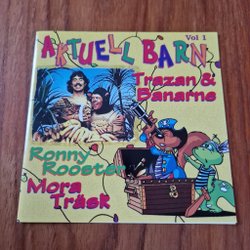 AKTUELL BARN
Vol 1
Trazan &
Banarne
Ronny
Rooster
Mora
Träsk